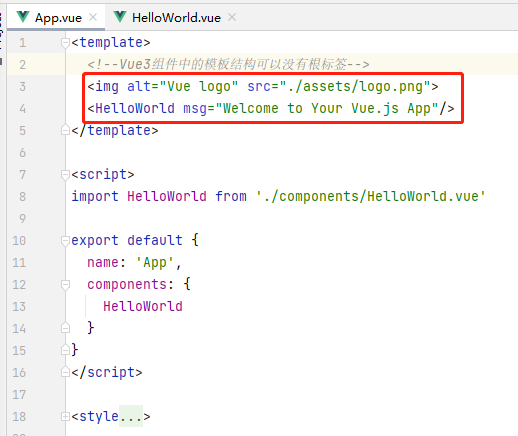 App.vue × HelloWorld.vue ×
1 <template>
2 <!--Vue3组件中的模板结构可以没有根标签-->
3 <img alt="Vue logo" src="./assets/logo.png">
4 <HelloWorld msg="Welcome to Your Vue.js App"/>
5 </template>
6
7 <script>
8 import HelloWorld from './components/HelloWorld.vue'
9
10 export default {
11 name: 'App',
12 components: {
13 HelloWorld
14 }
15 }
16 </script>
17
18 <style...>